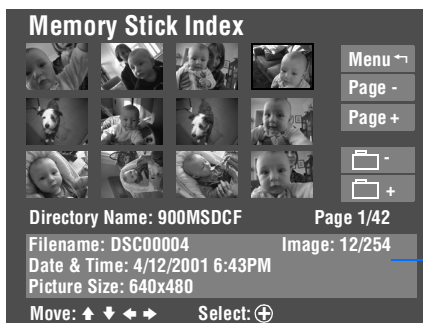 Memory Stick Index
Menu
Page -
Page +
-
+
Directory Name: 900MSDCF Page 1/42
Filename: DSC00004 Image: 12/254
Date & Time: 4/12/2001 6:43PM
Picture Size: 640x480
Move: Select: